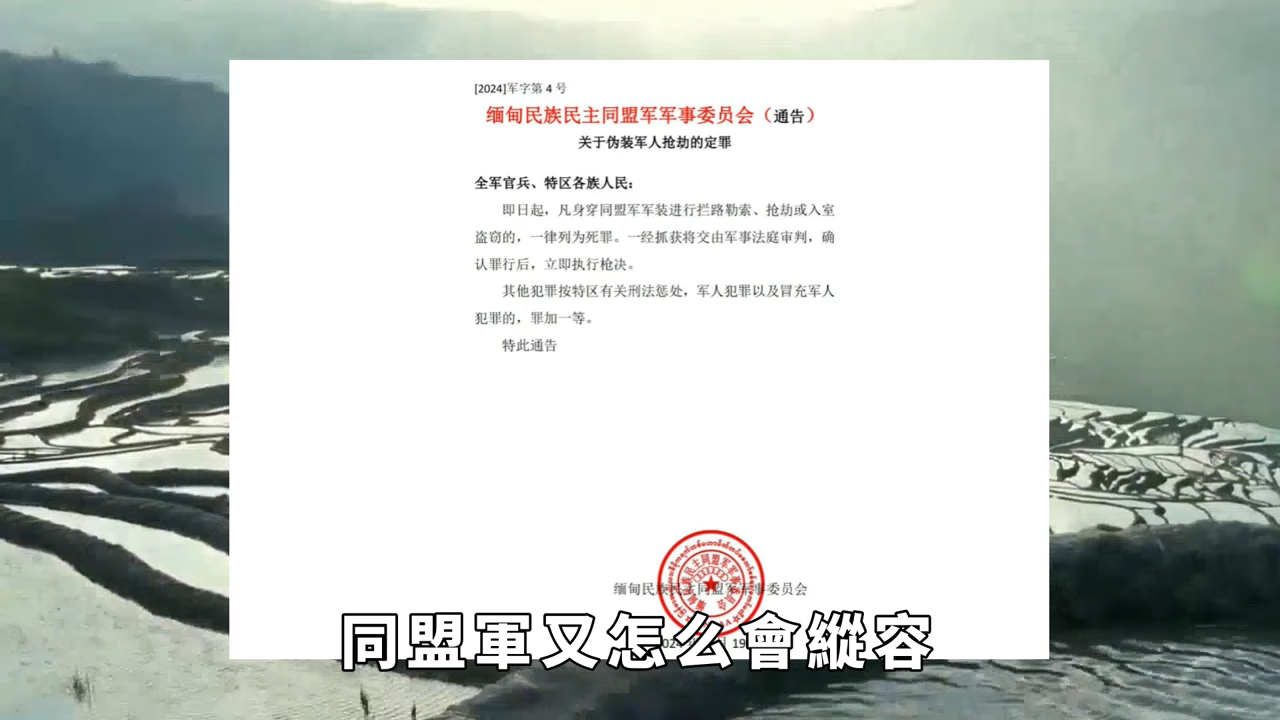 [2024]军字第 4 号
缅甸民族民主同盟军军事委员会（通告）
关于伪装军人抢劫的定罪
全军官兵、特区各族人民：
即日起，凡身穿同盟军军装进行拦路勒索、抢劫或入室
盗窃的，一律列为死罪。一经抓获将交由军事法庭审判，确
认罪行后，立即执行枪决。
其他犯罪按特区有关刑法惩处，军人犯罪以及冒充军人
犯罪的，罪加一等。
特此通告
缅甸民族民主同盟军军事委员会
同盟軍又怎么會縱容